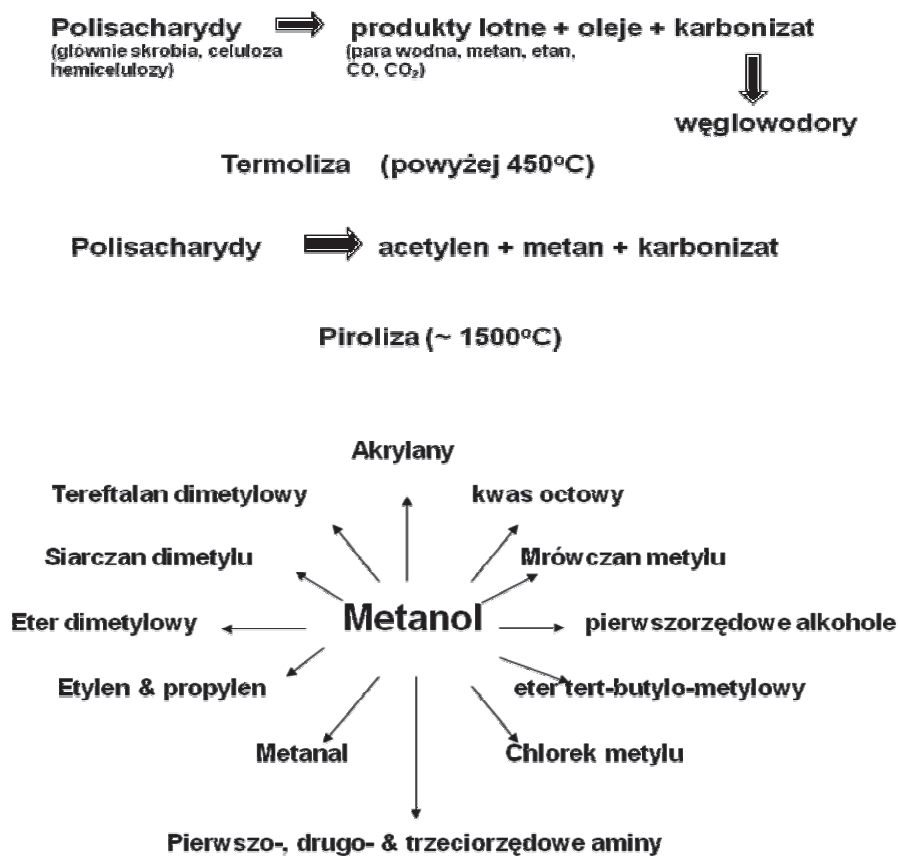 Polisacharydy produkty lotne + oleje + karbonizat
(głównie skrobia, celuloza (para wodna, metan, etan,
hemicelulozy) CO, CO₂)
węglowodory
Termoliza (powyżej 450°C)
Polisacharydy acetylen + metan + karbonizat
Piroliza (~ 1500°C)
Akrylany
Tereftalan dimetylowy kwas octowy
Siarczan dimetylu Mrówczan metylu
Metanol
Eter dimetylowy pierwszorzędowe alkohole
Etylen & propylen eter tert-butylo-metylowy
Metanal Chlorek metylu
Pierwszo-, drugo- & trzeciorzędowe aminy